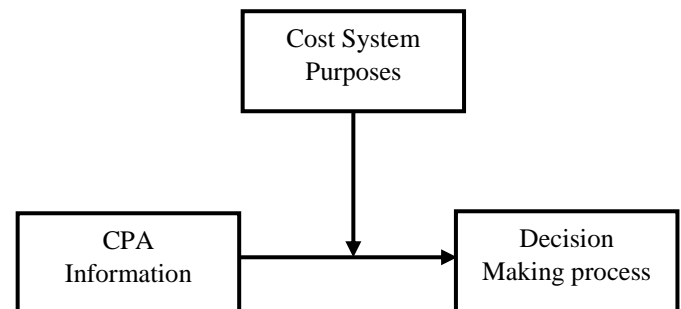 Cost System
Purposes
CPA
Information
Decision
Making process